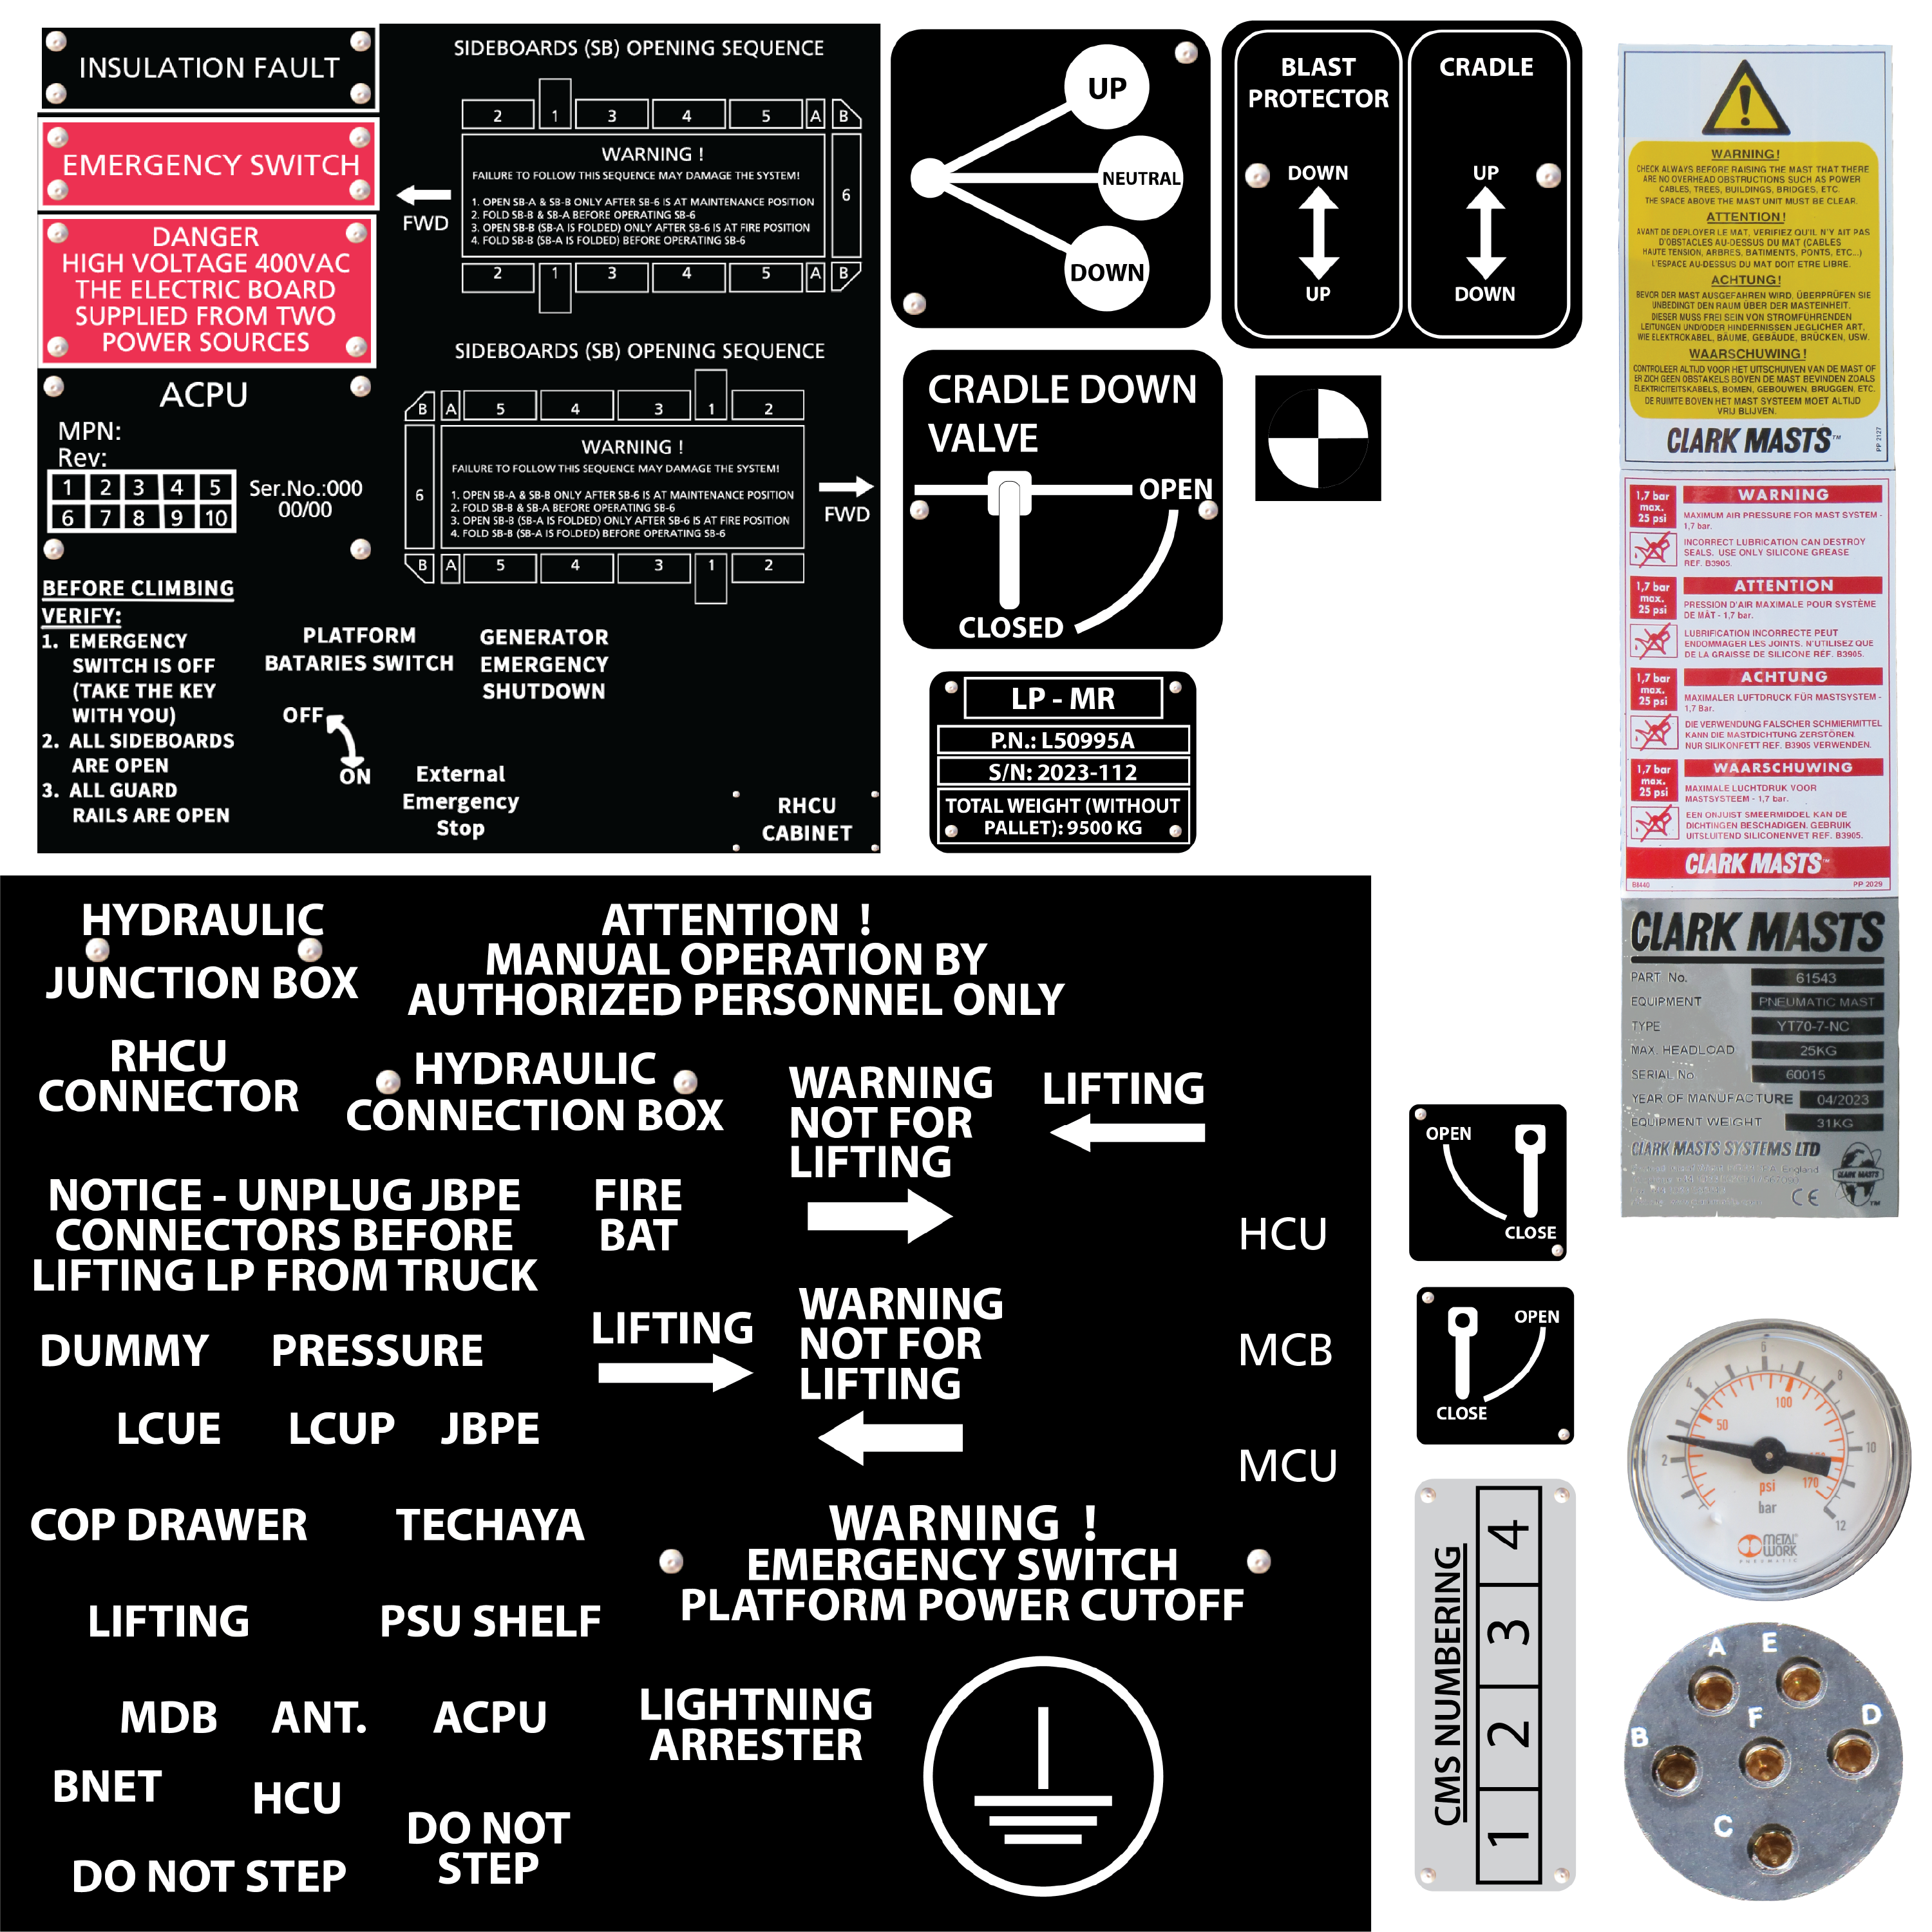 INSULATION FAULT
EMERGENCY SWITCH
DANGER
HIGH VOLTAGE 400VAC
THE ELECTRIC BOARD
SUPPLIED FROM TWO
POWER SOURCES
ACPU
MPN:
Rev:
1 2 3 4 5
6 7 8 9 10
Ser.No.:000
00/00
BEFORE CLIMBING
VERIFY:
1. EMERGENCY
SWITCH IS OFF
(TAKE THE KEY
WITH YOU)
2. ALL SIDEBOARDS
ARE OPEN
3. ALL GUARD
RAILS ARE OPEN
SIDEBOARDS (SB) OPENING SEQUENCE
2 1 3 4 5 A B
WARNING !
FAILURE TO FOLLOW THIS SEQUENCE MAY DAMAGE THE SYSTEM!
1. OPEN SB-A & SB-B ONLY AFTER SB-6 IS AT MAINTENANCE POSITION
2. FOLD SB-B & SB-A BEFORE OPERATING SB-6
3. OPEN SB-B (SB-A IS FOLDED) ONLY AFTER SB-6 IS AT FIRE POSITION
4. FOLD SB-B (SB-A IS FOLDED) BEFORE OPERATING SB-6
6
FWD
2 1 3 4 5 A B
SIDEBOARDS (SB) OPENING SEQUENCE
B A 5 4 3 1 2
WARNING !
FAILURE TO FOLLOW THIS SEQUENCE MAY DAMAGE THE SYSTEM!
6
1. OPEN SB-A & SB-B ONLY AFTER SB-6 IS AT MAINTENANCE POSITION
2. FOLD SB-B & SB-A BEFORE OPERATING SB-6
3. OPEN SB-B (SB-A IS FOLDED) ONLY AFTER SB-6 IS AT FIRE POSITION
4. FOLD SB-B (SB-A IS FOLDED) BEFORE OPERATING SB-6
FWD
B A 5 4 3 1 2
PLATFORM
BATARIES SWITCH
OFF
ON
GENERATOR
EMERGENCY
SHUTDOWN
External
Emergency
Stop
RHCU
CABINET
UP
NEUTRAL
DOWN
BLAST
PROTECTOR
DOWN
UP
CRADLE
UP
DOWN
CRADLE DOWN
VALVE
OPEN
CLOSED
LP - MR
P.N.: L50995A
S/N: 2023-112
TOTAL WEIGHT (WITHOUT
PALLET): 9500 KG
WARNING!
CHECK ALWAYS BEFORE RAISING THE MAST THAT THERE
ARE NO OVERHEAD OBSTRUCTIONS SUCH AS POWER
CABLES, TREES, BUILDINGS, BRIDGES, ETC.
THE SPACE ABOVE THE MAST UNIT MUST BE CLEAR.
ATTENTION!
AVANT DE DEPLOYER LE MAT, VERIFIEZ QU'IL N'Y AIT PAS
D'OBSTACLES AU-DESSUS DU MAT (CABLES
HAUTE TENSION, ARBRES, BATIMENTS, PONTS, ETC...)
L'ESPACE AU-DESSUS DU MAT DOIT ETRE LIBRE.
ACHTUNG!
BEVOR DER MAST AUSGEFAHREN WIRD, ÜBERPRÜFEN SIE
UNBEDINGT DEN RAUM ÜBER DER MASTEINHEIT.
DIESER MUSS FREI SEIN VON STROMFÜHRENDEN
LEITUNGEN UND/ODER HINDERNISSEN JEGLICHER ART,
WIE ELEKTROKABEL, BÄUME, GEBÄUDE, BRÜCKEN, USW.
WAARSCHUWING!
CONTROLEER ALTIJD VOOR HET UITSCHUIVEN VAN DE MAST OF
ER ZICH GEEN OBSTAKELS BOVEN DE MAST BEVINDEN ZOALS
ELEKTRICITEITSKABELS, BOMEN, GEBOUWEN, BRUGGEN, ETC.
DE RUIMTE BOVEN HET MAST SYSTEEM MOET ALTIJD
VRIJ BLIJVEN.
CLARK MASTS™
PP 2127
1,7 bar
max.
25 psi
WARNING
MAXIMUM AIR PRESSURE FOR MAST SYSTEM -
1,7 bar.
INCORRECT LUBRICATION CAN DESTROY
SEALS. USE ONLY SILICONE GREASE
REF. B3905.
1,7 bar
max.
25 psi
ATTENTION
PRESSION D'AIR MAXIMALE POUR SYSTÈME
DE MÂT - 1,7 bar.
LUBRIFICATION INCORRECTE PEUT
ENDOMMAGER LES JOINTS. N'UTILISEZ QUE
DE LA GRAISSE DE SILICONE RÉF. B3905.
1,7 bar
max.
25 psi
ACHTUNG
MAXIMALER LUFTDRUCK FÜR MASTSYSTEM -
1,7 Bar.
DIE VERWENDUNG FALSCHER SCHMIERMITTEL
KANN DIE MASTDICHTUNG ZERSTÖREN.
NUR SILIKONFETT REF. B3905 VERWENDEN.
1,7 bar
max.
25 psi
WAARSCHUWING
MAXIMALE LUCHTDRUK VOOR
MASTSYSTEEM - 1,7 bar.
EEN ONJUIST SMEERMIDDEL KAN DE
DICHTINGEN BESCHADIGEN. GEBRUIK
UITSLUITEND SILICONENVET REF. B3905.
CLARK MASTS™
BII440
PP 2029
CLARK MASTS
PART No. 61543
EQUIPMENT PNEUMATIC MAST
TYPE YT70-7-NC
MAX. HEADLOAD 25KG
SERIAL No. 60015
YEAR OF MANUFACTURE 04/2023
EQUIPMENT WEIGHT 31KG
CLARK MASTS SYSTEMS LTD
England
CLARK MASTS
CE
HYDRAULIC
JUNCTION BOX
ATTENTION !
MANUAL OPERATION BY
AUTHORIZED PERSONNEL ONLY
RHCU
CONNECTOR
HYDRAULIC
CONNECTION BOX
WARNING
NOT FOR
LIFTING
LIFTING
NOTICE - UNPLUG JBPE
CONNECTORS BEFORE
LIFTING LP FROM TRUCK
FIRE
BAT
HCU
DUMMY
PRESSURE
LIFTING
WARNING
NOT FOR
LIFTING
MCB
LCUE
LCUP
JBPE
MCU
COP DRAWER
TECHAYA
WARNING !
EMERGENCY SWITCH
PLATFORM POWER CUTOFF
LIFTING
PSU SHELF
MDB
ANT.
ACPU
LIGHTNING
ARRESTER
BNET
HCU
DO NOT
STEP
DO NOT STEP
OPEN
CLOSE
OPEN
CLOSE
CMS NUMBERING
1 2 3 4
2 4 6 8 10 12
50 100 170
psi
bar
METAL
WORK
PNEUMATIC
A E
B F D
C